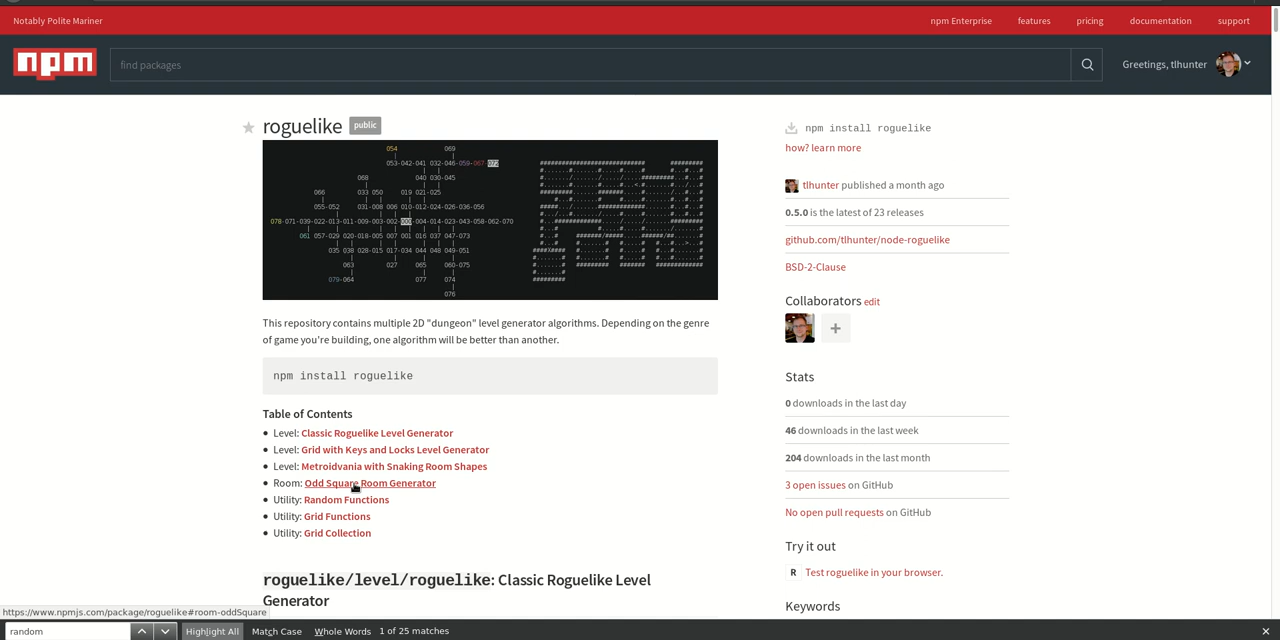 Notably Polite Mariner
npm Enterprise features pricing documentation support
npm
find packages
Greetings, tlhunter
roguelike public
npm install roguelike
how? learn more
tlhunter published a month ago
0.5.0 is the latest of 23 releases
github.com/tlhunter/node-roguelike
BSD-2-Clause
Collaborators edit
+
This repository contains multiple 2D "dungeon" level generator algorithms. Depending on the genre
of game you're building, one algorithm will be better than another.
npm install roguelike
Table of Contents
Level: Classic Roguelike Level Generator
Level: Grid with Keys and Locks Level Generator
Level: Metroidvania with Snaking Room Shapes
Room: Odd Square Room Generator
Utility: Random Functions
Utility: Grid Functions
Utility: Grid Collection
roguelike/level/roguelike: Classic Roguelike Level
Generator
Stats
0 downloads in the last day
46 downloads in the last week
204 downloads in the last month
3 open issues on GitHub
No open pull requests on GitHub
Try it out
R Test roguelike in your browser.
Keywords
https://www.npmjs.com/package/roguelike#room-oddSquare
random Highlight All Match Case Whole Words 1 of 25 matches